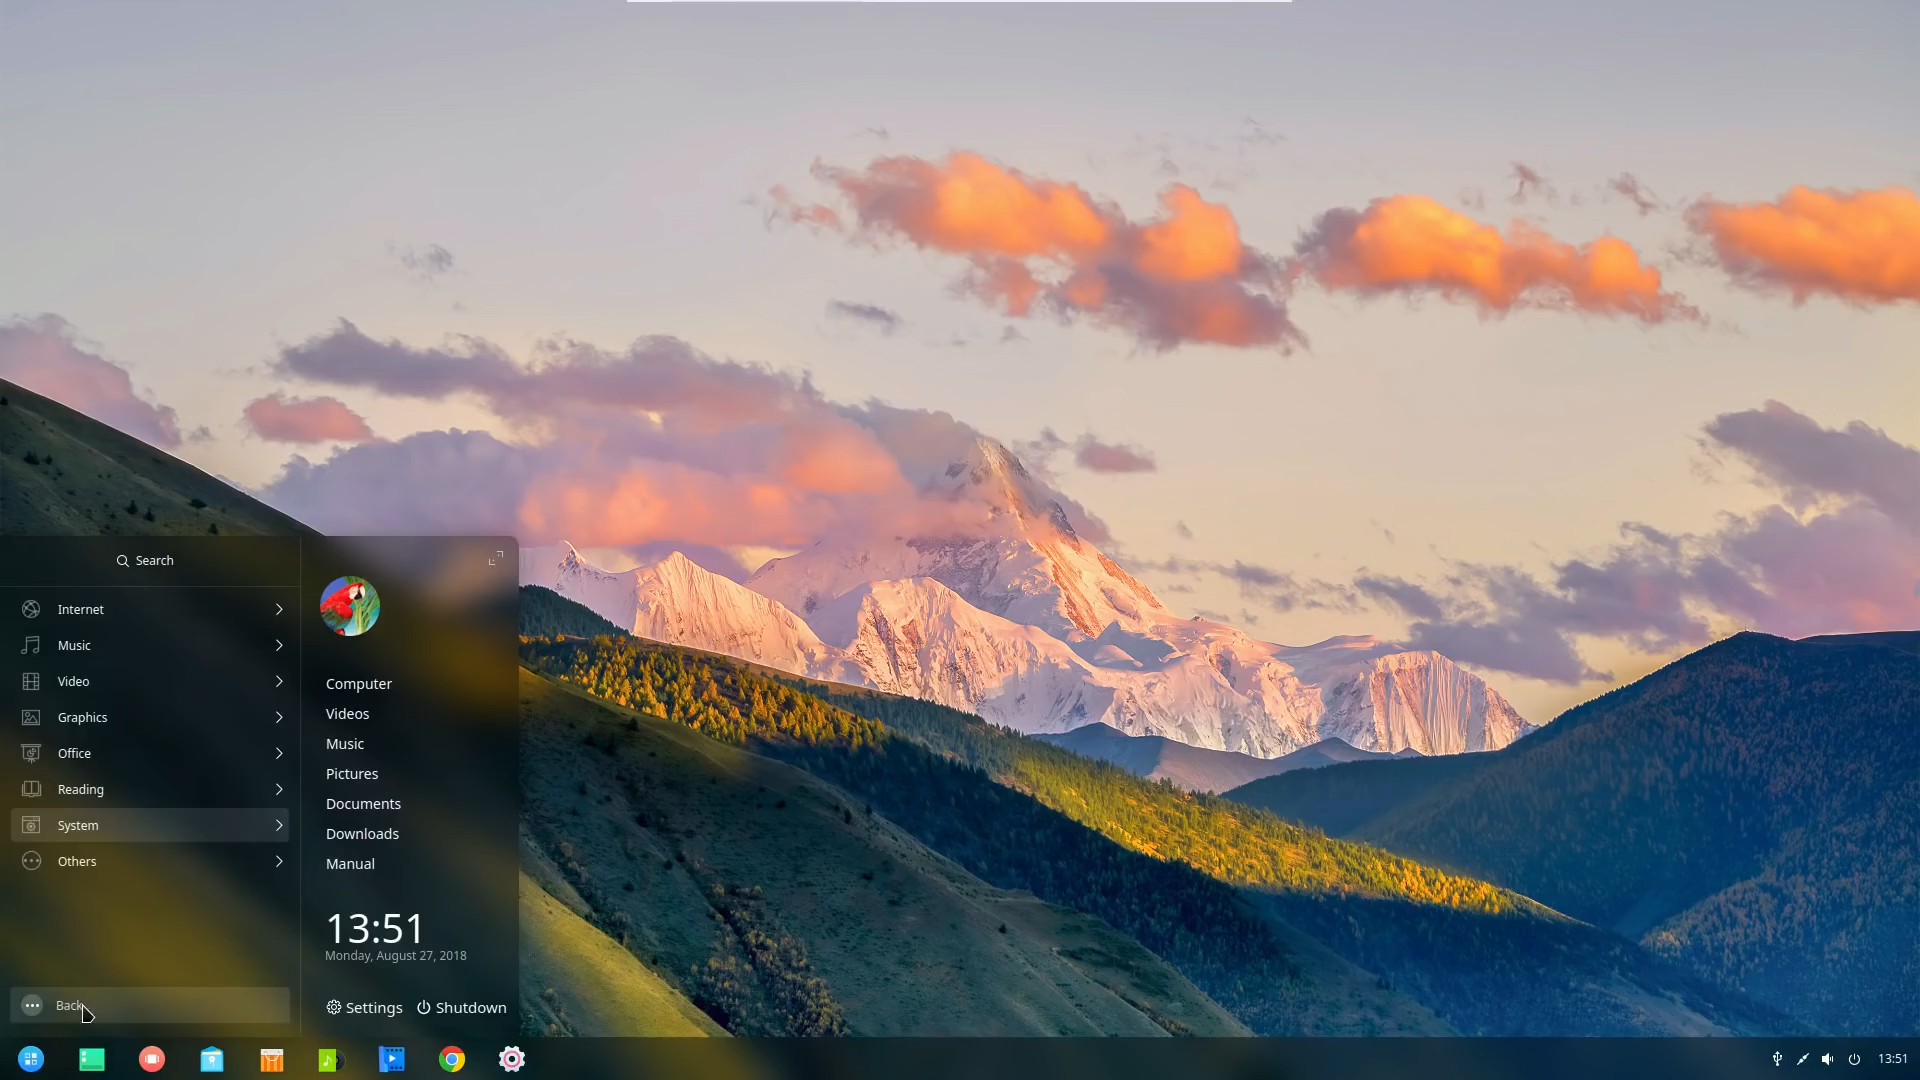 Search
Internet
Music
Video
Graphics
Office
Reading
System
Others
Back
Computer
Videos
Music
Pictures
Documents
Downloads
Manual
13:51
Monday, August 27, 2018
Settings
Shutdown
13:51